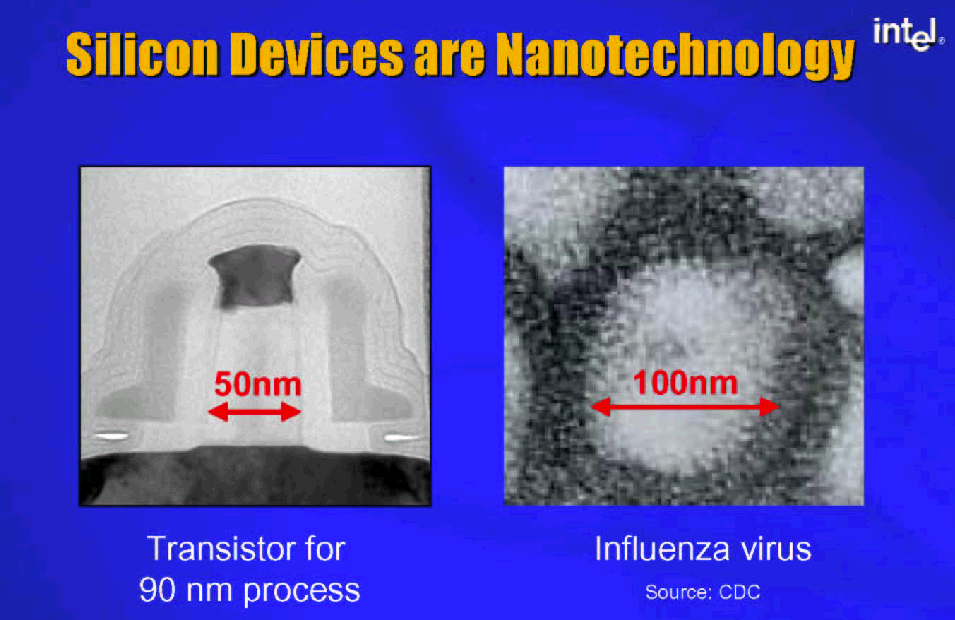 Silicon Devices are Nanotechnology
intel®
50nm
100nm
Transistor for
90 nm process
Influenza virus
Source: CDC